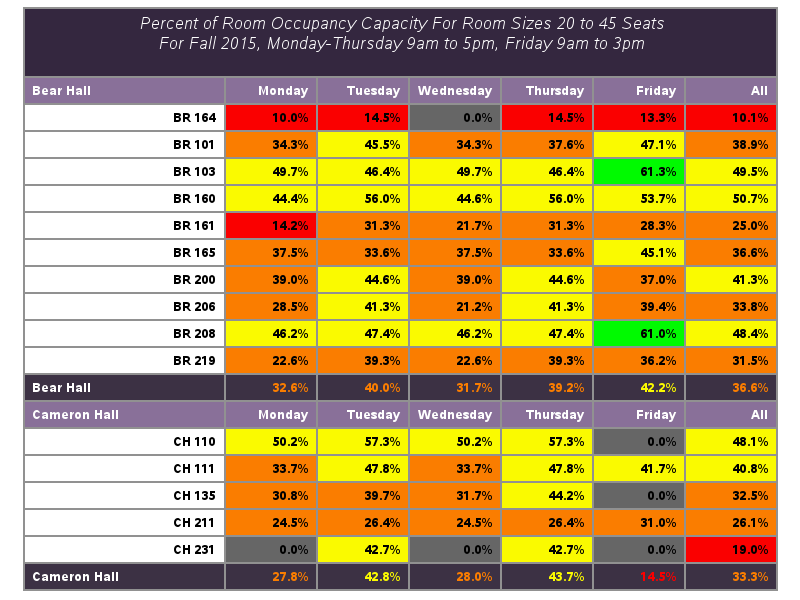 Percent of Room Occupancy Capacity For Room Sizes 20 to 45 Seats
For Fall 2015, Monday-Thursday 9am to 5pm, Friday 9am to 3pm
Bear Hall Monday Tuesday Wednesday Thursday Friday All
BR 164 10.0% 14.5% 0.0% 14.5% 13.3% 10.1%
BR 101 34.3% 45.5% 34.3% 37.6% 47.1% 38.9%
BR 103 49.7% 46.4% 49.7% 46.4% 61.3% 49.5%
BR 160 44.4% 56.0% 44.6% 56.0% 53.7% 50.7%
BR 161 14.2% 31.3% 21.7% 31.3% 28.3% 25.0%
BR 165 37.5% 33.6% 37.5% 33.6% 45.1% 36.6%
BR 200 39.0% 44.6% 39.0% 44.6% 37.0% 41.3%
BR 206 28.5% 41.3% 21.2% 41.3% 39.4% 33.8%
BR 208 46.2% 47.4% 46.2% 47.4% 61.0% 48.4%
BR 219 22.6% 39.3% 22.6% 39.3% 36.2% 31.5%
Bear Hall 32.6% 40.0% 31.7% 39.2% 42.2% 36.6%
Cameron Hall Monday Tuesday Wednesday Thursday Friday All
CH 110 50.2% 57.3% 50.2% 57.3% 0.0% 48.1%
CH 111 33.7% 47.8% 33.7% 47.8% 41.7% 40.8%
CH 135 30.8% 39.7% 31.7% 44.2% 0.0% 32.5%
CH 211 24.5% 26.4% 24.5% 26.4% 31.0% 26.1%
CH 231 0.0% 42.7% 0.0% 42.7% 0.0% 19.0%
Cameron Hall 27.8% 42.8% 28.0% 43.7% 14.5% 33.3%